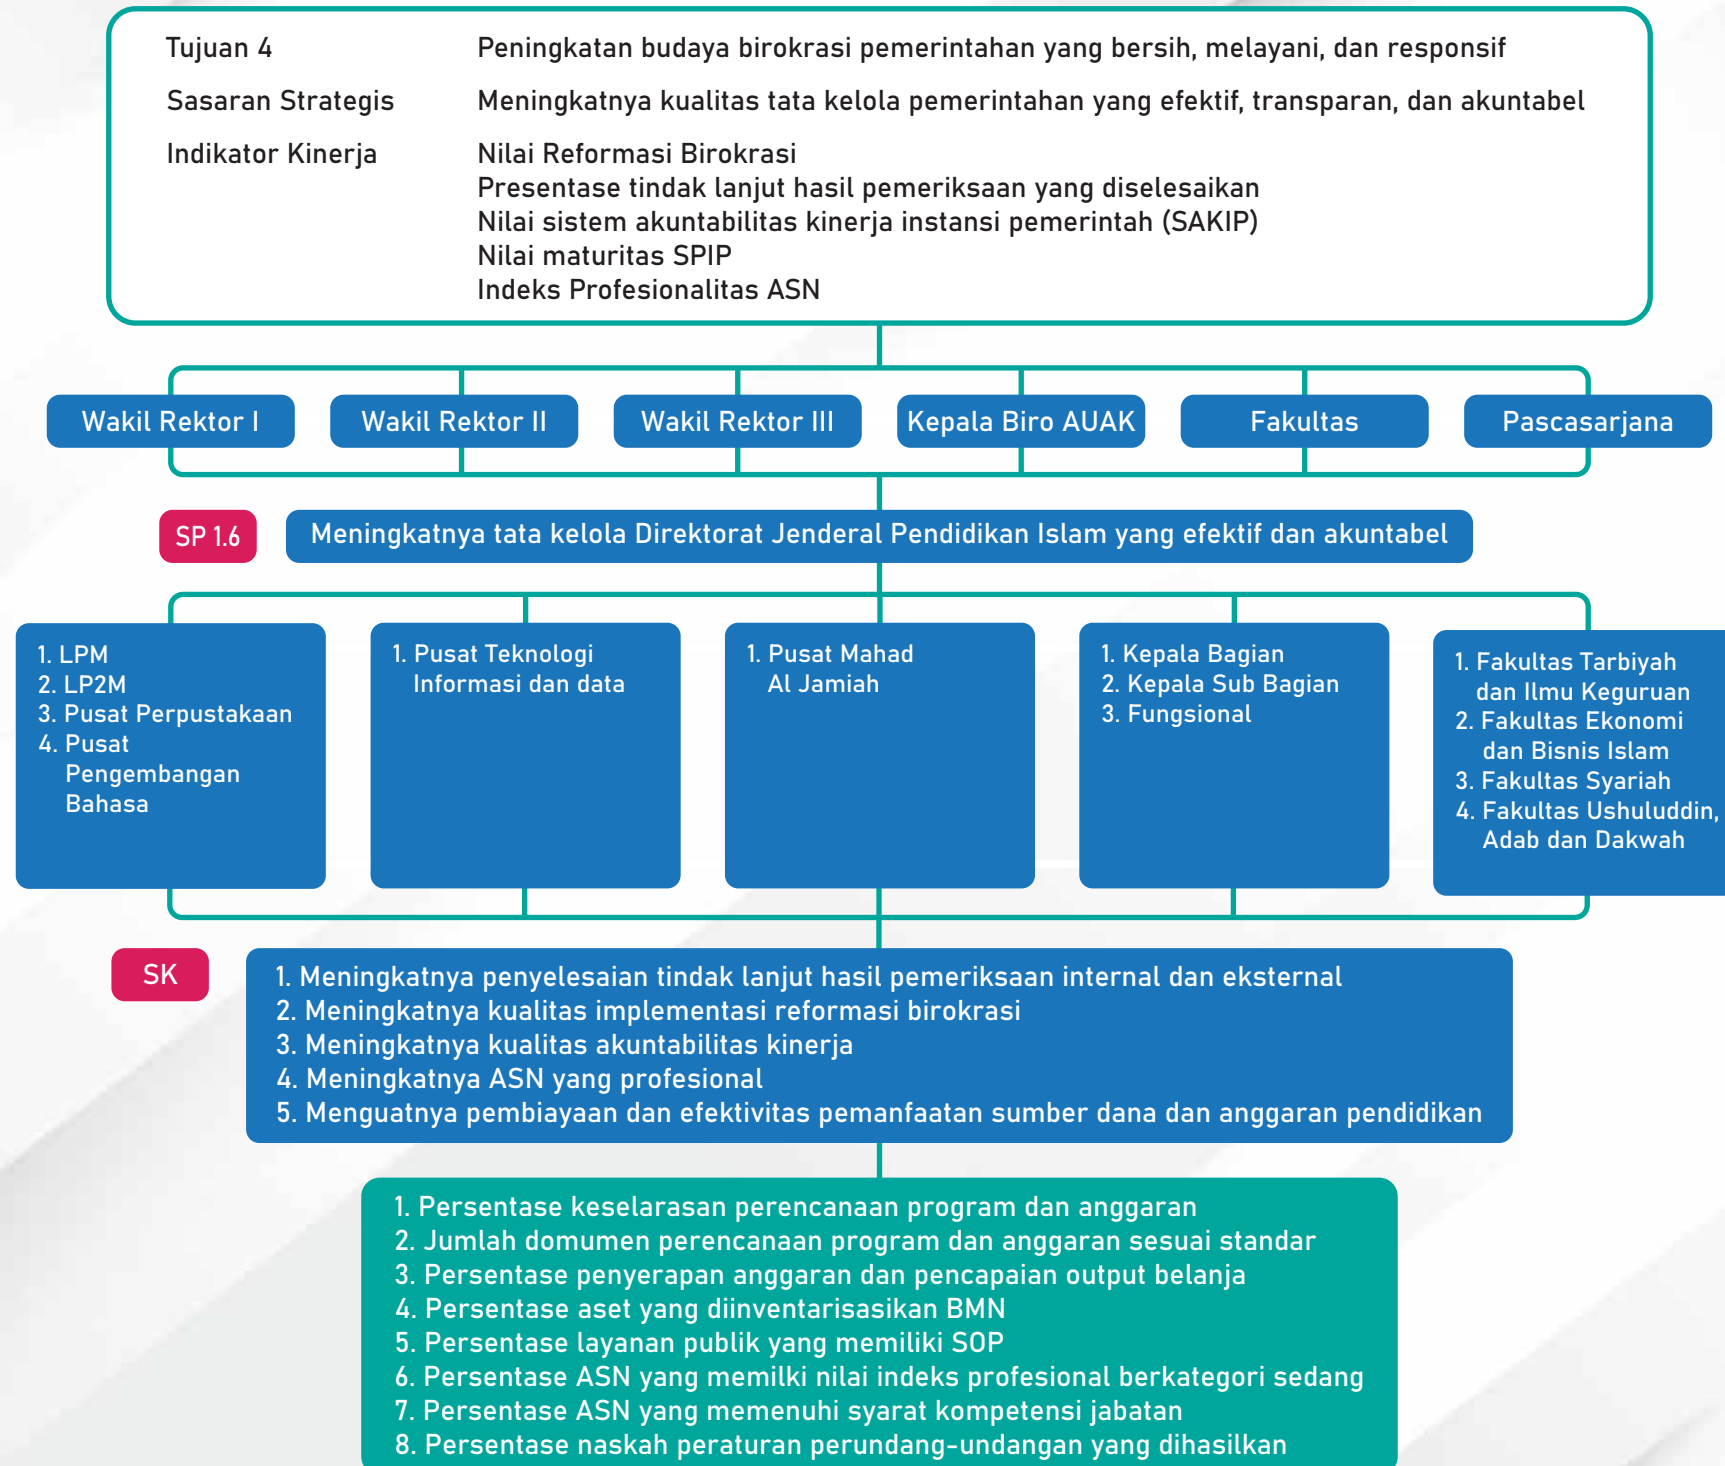 Tujuan 4 Peningkatan budaya birokrasi pemerintahan yang bersih, melayani, dan responsif
Sasaran Strategis Meningkatnya kualitas tata kelola pemerintahan yang efektif, transparan, dan akuntabel
Indikator Kinerja Nilai Reformasi Birokrasi
Presentase tindak lanjut hasil pemeriksaan yang diselesaikan
Nilai sistem akuntabilitas kinerja instansi pemerintah (SAKIP)
Nilai maturitas SPIP
Indeks Profesionalitas ASN
Wakil Rektor I
Wakil Rektor II
Wakil Rektor III
Kepala Biro AUAK
Fakultas
Pascasarjana
SP 1.6
Meningkatnya tata kelola Direktorat Jenderal Pendidikan Islam yang efektif dan akuntabel
1. LPM
2. LP2M
3. Pusat Perpustakaan
4. Pusat
Pengembangan
Bahasa
1. Pusat Teknologi
Informasi dan data
1. Pusat Mahad
Al Jamiah
1. Kepala Bagian
2. Kepala Sub Bagian
3. Fungsional
1. Fakultas Tarbiyah
dan Ilmu Keguruan
2. Fakultas Ekonomi
dan Bisnis Islam
3. Fakultas Syariah
4. Fakultas Ushuluddin,
Adab dan Dakwah
SK
1. Meningkatnya penyelesaian tindak lanjut hasil pemeriksaan internal dan eksternal
2. Meningkatnya kualitas implementasi reformasi birokrasi
3. Meningkatnya kualitas akuntabilitas kinerja
4. Meningkatnya ASN yang profesional
5. Menguatnya pembiayaan dan efektivitas pemanfaatan sumber dana dan anggaran pendidikan
1. Persentase keselarasan perencanaan program dan anggaran
2. Jumlah domumen perencanaan program dan anggaran sesuai standar
3. Persentase penyerapan anggaran dan pencapaian output belanja
4. Persentase aset yang diinventarisasikan BMN
5. Persentase layanan publik yang memiliki SOP
6. Persentase ASN yang memilki nilai indeks profesional berkategori sedang
7. Persentase ASN yang memenuhi syarat kompetensi jabatan
8. Persentase naskah peraturan perundang-undangan yang dihasilkan